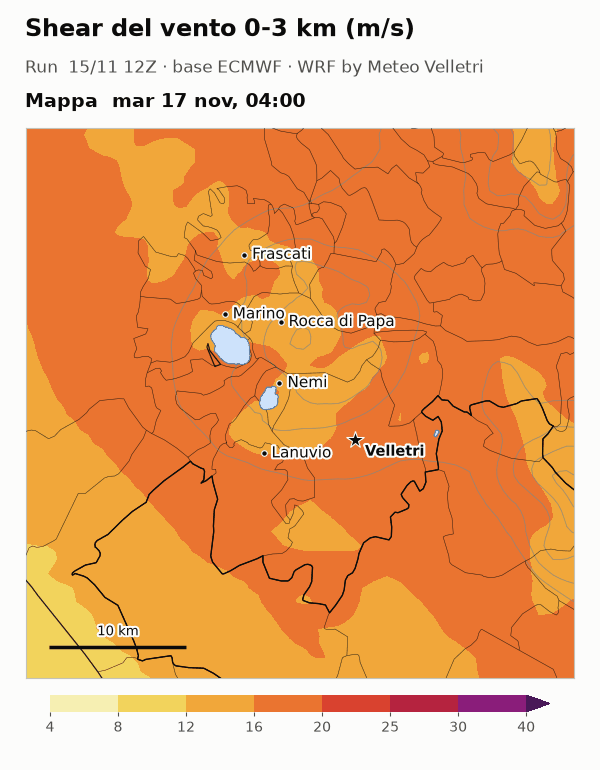 Shear del vento 0-3 km (m/s)
Run  15/11 12Z · base ECMWF · WRF by Meteo Velletri
Mappa  mar 17 nov, 04:00
Frascati
Marino
Rocca di Papa
Nemi
Velletri
Lanuvio
10 km
4 8 12 16 20 25 30 40